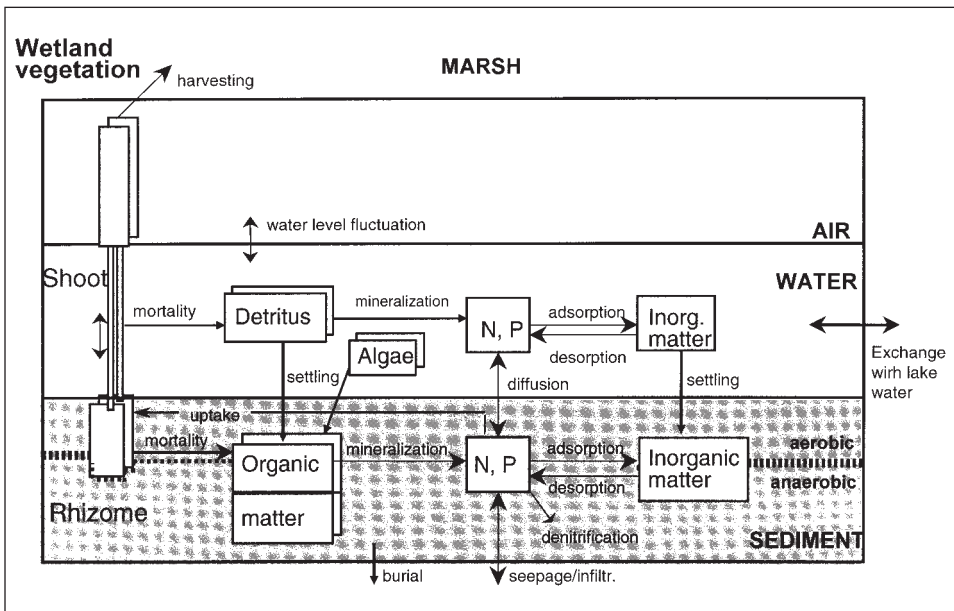 Wetland
vegetation
harvesting
MARSH
water level fluctuation
AIR
Shoot
WATER
mortality
Detritus
mineralization
N, P
adsorption
desorption
Inorg.
matter
Algae
settling
diffusion
settling
Exchange
wirh lake
water
uptake
mortality
Organic
matter
mineralization
N, P
adsorption
desorption
Inorganic
matter
aerobic
anaerobic
Rhizome
denitrification
SEDIMENT
burial
seepage/infiltr.